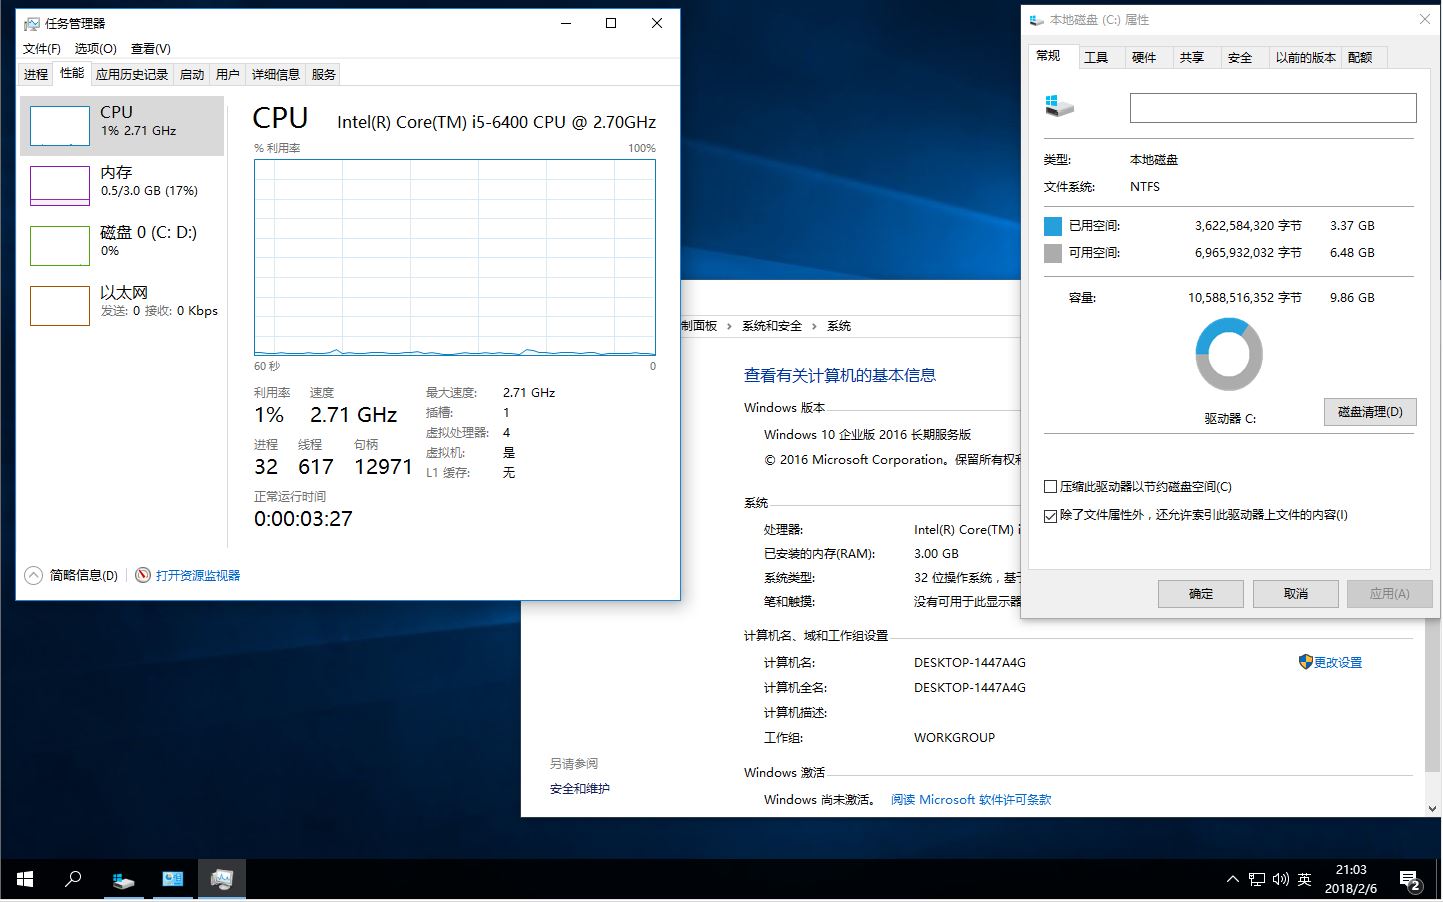 任务管理器
文件(F) 选项(O) 查看(V)
进程 性能 应用历史记录 启动 用户 详细信息 服务
CPU
1% 2.71 GHz
内存
0.5/3.0 GB (17%)
磁盘 0 (C: D:)
0%
以太网
发送: 0 接收: 0 Kbps
CPU Intel(R) Core(TM) i5-6400 CPU @ 2.70GHz
% 利用率 100%
60 秒 0
利用率 速度
1% 2.71 GHz
进程 线程 句柄
32 617 12971
正常运行时间
0:00:03:27
最大速度: 2.71 GHz
插槽: 1
虚拟处理器: 4
虚拟机: 是
L1 缓存: 无
简略信息(D) 打开资源监视器
制面板 › 系统和安全 › 系统
查看有关计算机的基本信息
Windows 版本
Windows 10 企业版 2016 长期服务版
© 2016 Microsoft Corporation。保留所有权利
系统
处理器: Intel(R) Core(TM) i
已安装的内存(RAM): 3.00 GB
系统类型: 32 位操作系统，基于
笔和触摸: 没有可用于此显示器
计算机名、域和工作组设置
计算机名: DESKTOP-1447A4G
更改设置
计算机全名: DESKTOP-1447A4G
计算机描述:
工作组: WORKGROUP
Windows 激活
Windows 尚未激活。 阅读 Microsoft 软件许可条款
另请参阅
安全和维护
本地磁盘 (C:) 属性
常规 工具 硬件 共享 安全 以前的版本 配额
类型: 本地磁盘
文件系统: NTFS
已用空间: 3,622,584,320 字节 3.37 GB
可用空间: 6,965,932,032 字节 6.48 GB
容量: 10,588,516,352 字节 9.86 GB
驱动器 C:
磁盘清理(D)
压缩此驱动器以节约磁盘空间(C)
除了文件属性外，还允许索引此驱动器上文件的内容(I)
确定 取消 应用(A)
英
21:03
2018/2/6
2